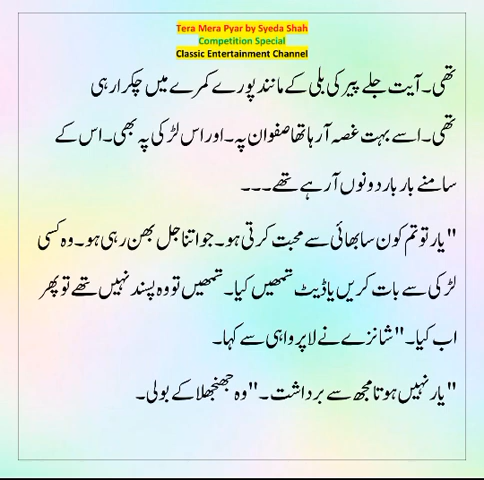 Tera Mera Pyar by Syeda Shah
Competition Special
Classic Entertainment Channel
تھی۔ آیت جلے پیر کی بلی کے مانند پورے کمرے میں چکرا رہی
تھی۔ اسے بہت غصہ آ رہا تھا صفوان پہ۔ اور اس لڑکی پہ بھی۔ اس کے
سامنے بار بار دونوں آرہے تھے۔۔۔
"یار تو تم کون سا بھائی سے محبت کرتی ہو۔ جو اتنا جل بھن رہی ہو۔ وہ کسی
لڑکی سے بات کریں یا ڈیٹ تمھیں کیا۔ تمھیں تو وہ پسند نہیں تھے تو پھر
اب کیا۔" شانزے نے لاپرواہی سے کہا۔
"یار نہیں ہوتا مجھ سے برداشت۔" وہ جھنجھلا کے بولی۔